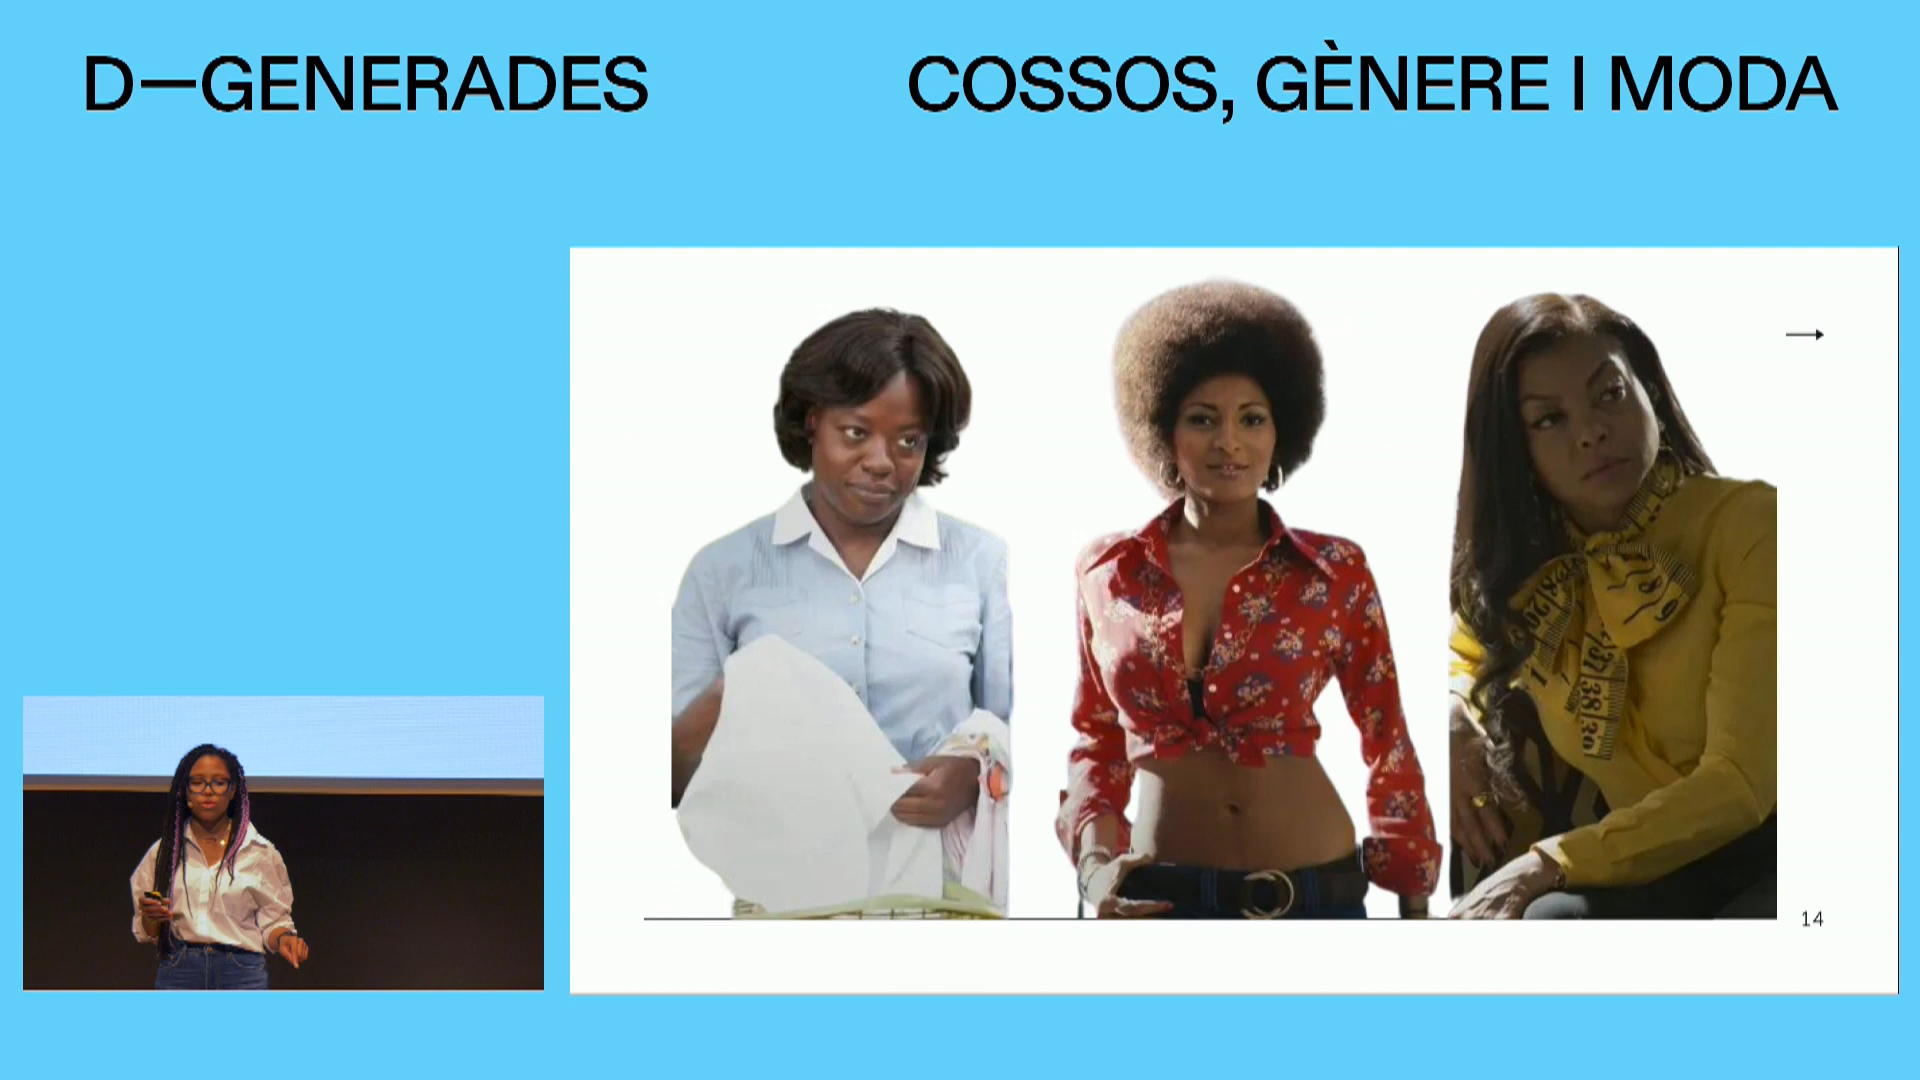 D—GENERADES
COSSOS, GÈNERE I MODA
14